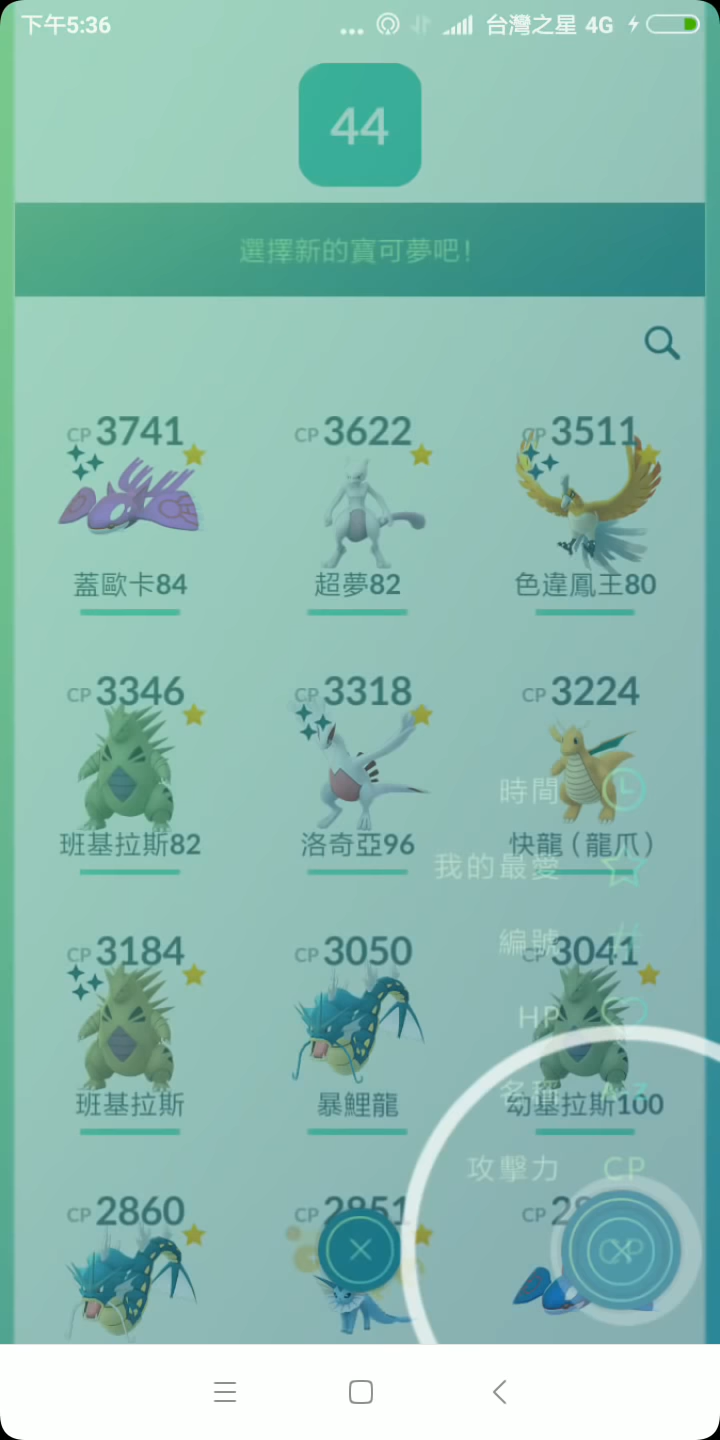 下午5:36 ... 台灣之星 4G
44
選擇新的寶可夢吧!
CP 3741 CP 3622 CP 3511
蓋歐卡84 超夢82 色違鳳王80
CP 3346 CP 3318 CP 3224
時間
班基拉斯82 洛奇亞96 快龍(龍爪)
我的最愛
CP 3184 CP 3050 CP 3041
編號 #
HP
班基拉斯 暴鯉龍 幼基拉斯100
名稱
攻擊力 CP
CP 2860 CP 2851 CP
CP